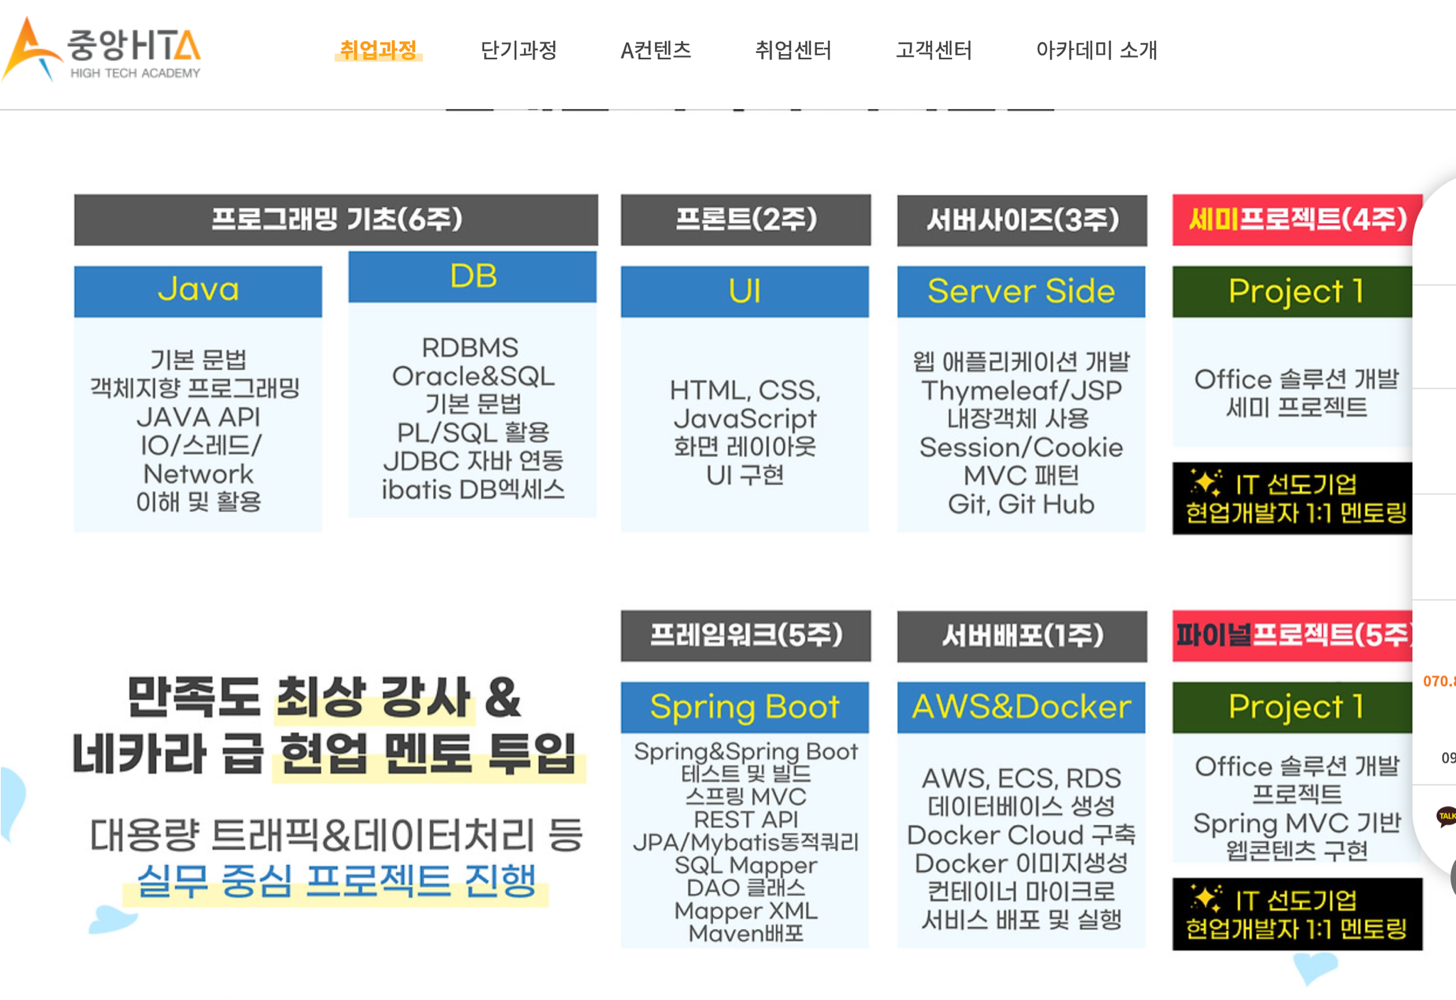 중앙HTA
HIGH TECH ACADEMY
취업과정
단기과정
A컨텐츠
취업센터
고객센터
아카데미 소개
프로그래밍 기초(6주)
Java
기본 문법
객체지향 프로그래밍
JAVA API
IO/스레드/
Network
이해 및 활용
DB
RDBMS
Oracle&SQL
기본 문법
PL/SQL 활용
JDBC 자바 연동
ibatis DB엑세스
프론트(2주)
UI
HTML, CSS,
JavaScript
화면 레이아웃
UI 구현
서버사이즈(3주)
Server Side
웹 애플리케이션 개발
Thymeleaf/JSP
내장객체 사용
Session/Cookie
MVC 패턴
Git, Git Hub
세미프로젝트(4주)
Project 1
Office 솔루션 개발
세미 프로젝트
IT 선도기업
현업개발자 1:1 멘토링
만족도 최상 강사 &
네카라 급 현업 멘토 투입
대용량 트래픽&데이터처리 등
실무 중심 프로젝트 진행
프레임워크(5주)
Spring Boot
Spring&Spring Boot
테스트 및 빌드
스프링 MVC
REST API
JPA/Mybatis동적쿼리
SQL Mapper
DAO 클래스
Mapper XML
Maven배포
서버배포(1주)
AWS&Docker
AWS, ECS, RDS
데이터베이스 생성
Docker Cloud 구축
Docker 이미지생성
컨테이너 마이크로
서비스 배포 및 실행
파이널프로젝트(5주)
Project 1
Office 솔루션 개발
프로젝트
Spring MVC 기반
웹콘텐츠 구현
IT 선도기업
현업개발자 1:1 멘토링
070.8
09
TALK